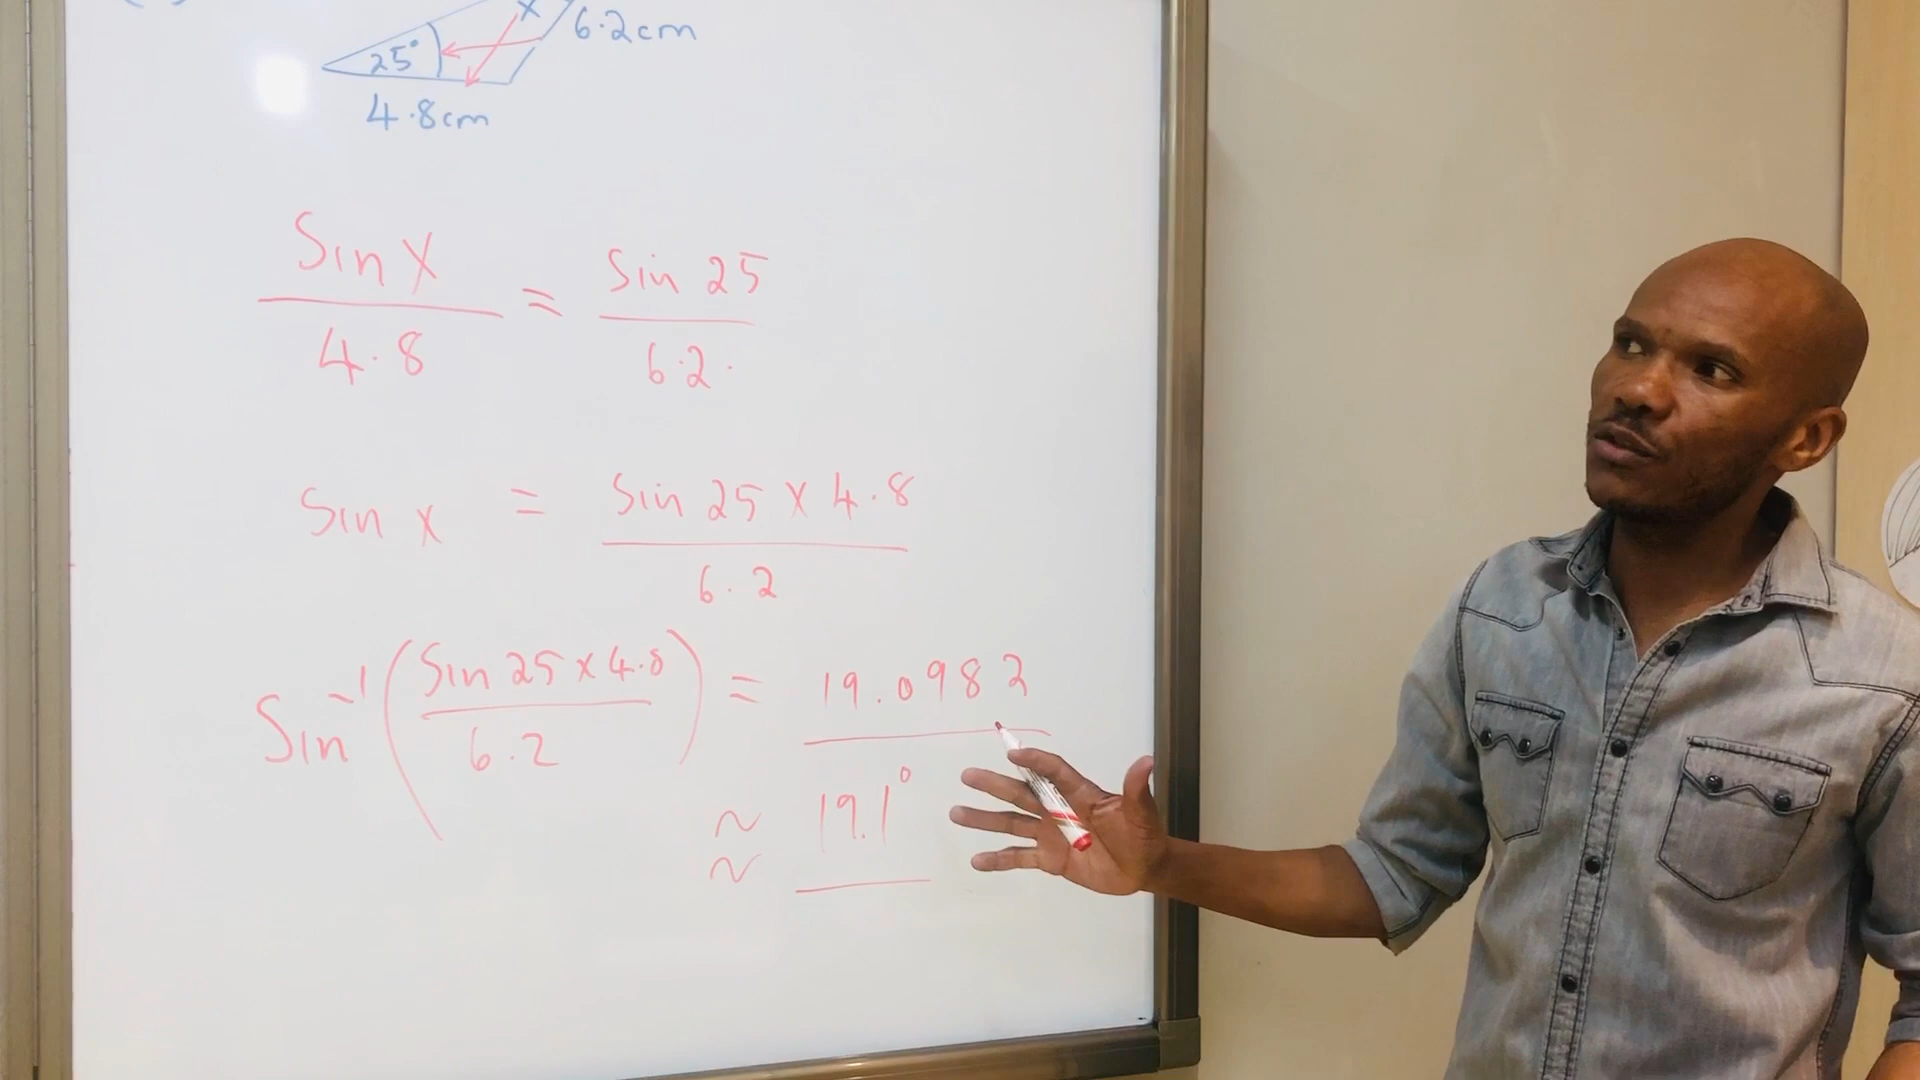 x
6.2cm
25°
4.8cm
Sin x / 4.8 = Sin 25 / 6.2
Sin x = Sin 25 x 4.8 / 6.2
Sin⁻¹ (Sin 25 x 4.8 / 6.2) = 19.0982
≈ 19.1°